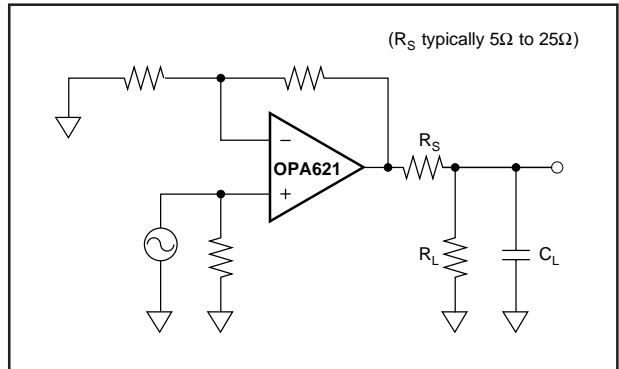 (R_S typically 5Ω to 25Ω)
−
OPA621
+
R_S
R_L
C_L